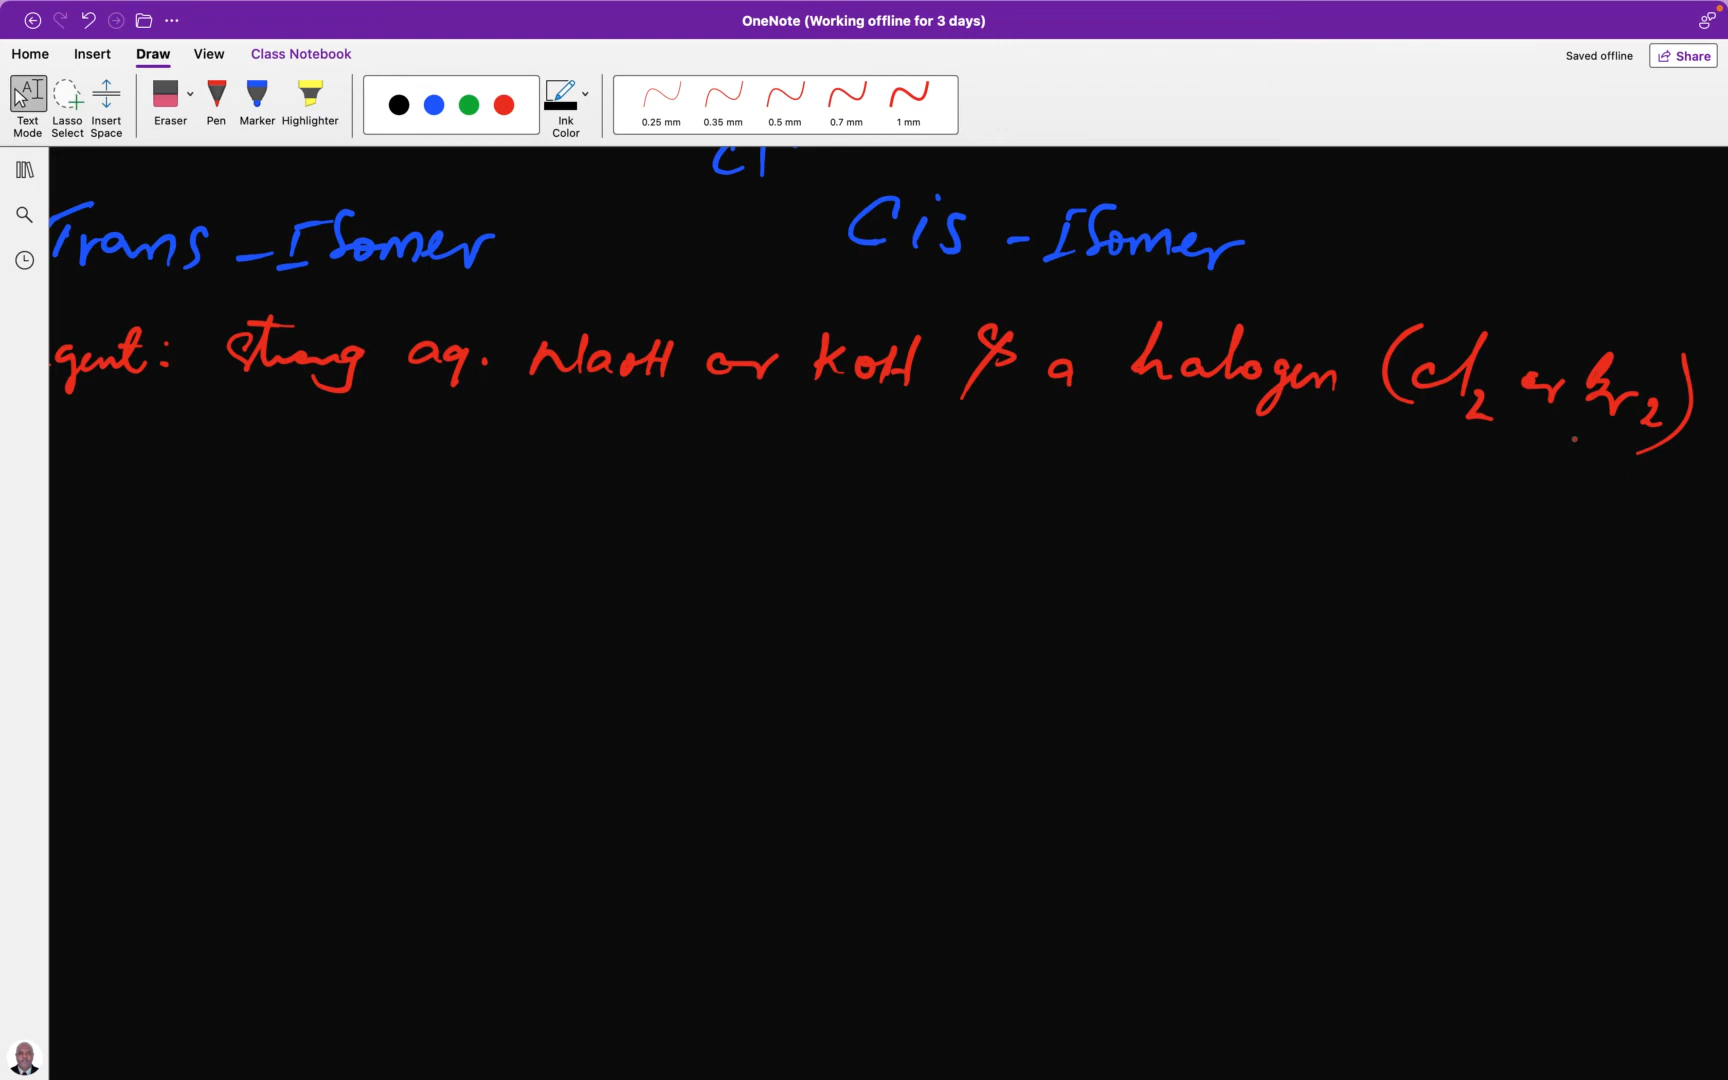 OneNote (Working offline for 3 days)
Home Insert Draw View Class Notebook
Saved offline Share
Text Mode Lasso Select Insert Space Eraser Pen Marker Highlighter Ink Color 0.25 mm 0.35 mm 0.5 mm 0.7 mm 1 mm
Cl
Trans - Isomer Cis - Isomer
gent: Strong aq. NaOH or KOH & a halogen (Cl2 or Br2)